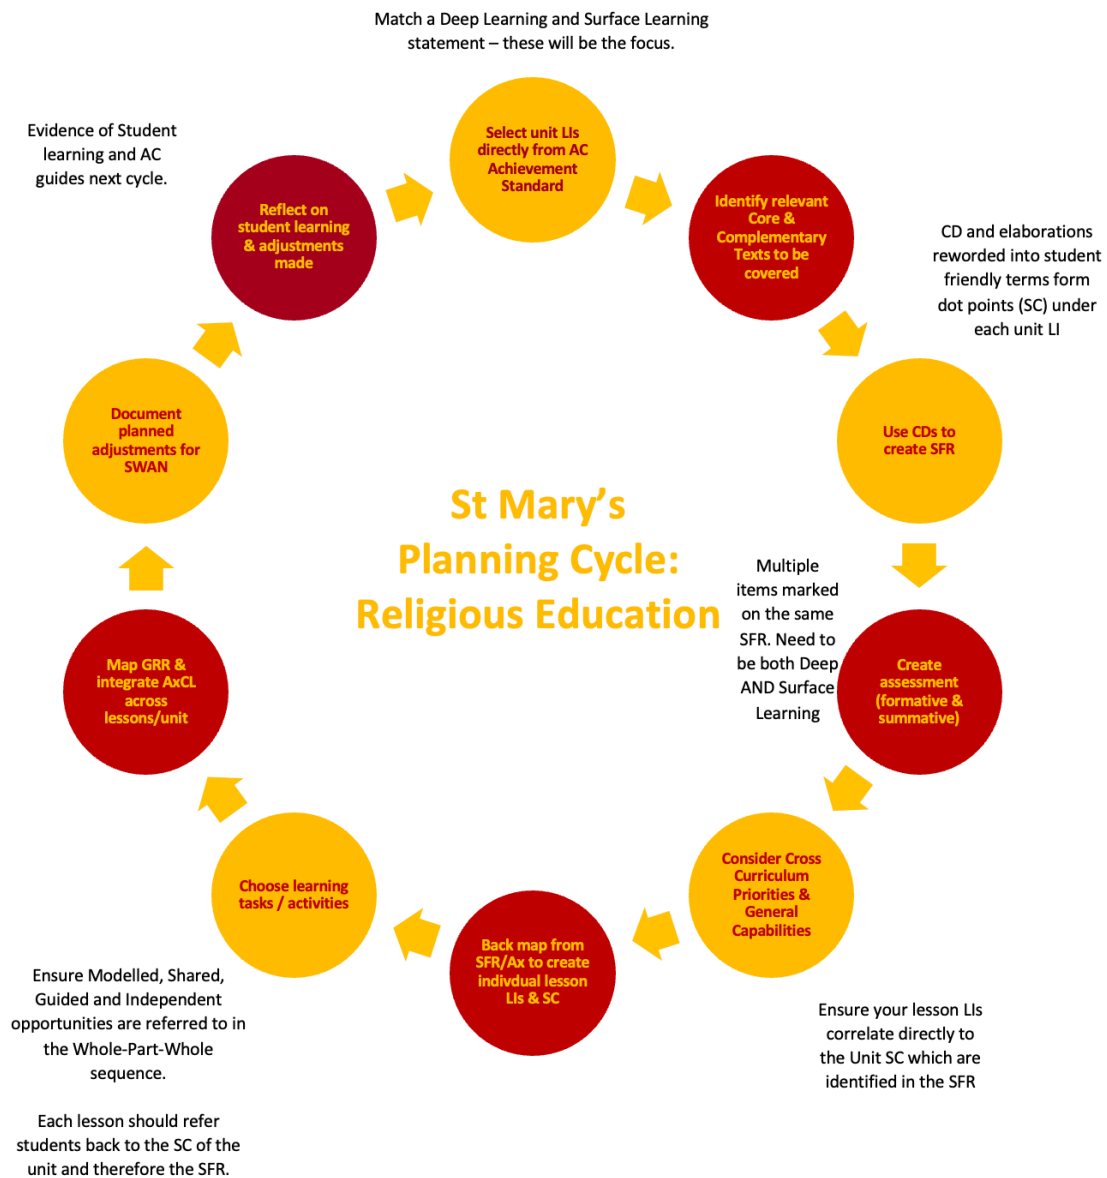 Match a Deep Learning and Surface Learning
statement – these will be the focus.
Select unit LIs
directly from AC
Achievement
Standard
Identify relevant
Core &
Complementary
Texts to be
covered
CD and elaborations
reworded into student
friendly terms form
dot points (SC) under
each unit LI
Use CDs to
create SFR
Multiple
items marked
on the same
SFR. Need to
be both Deep
AND Surface
Learning
Create
assessment
(formative &
summative)
Consider Cross
Curriculum
Priorities &
General
Capabilities
Ensure your lesson LIs
correlate directly to
the Unit SC which are
identified in the SFR
Back map from
SFR/Ax to create
indivdual lesson
LIs & SC
Choose learning
tasks / activities
Ensure Modelled, Shared,
Guided and Independent
opportunities are referred to in
the Whole-Part-Whole
sequence.
Each lesson should refer
students back to the SC of the
unit and therefore the SFR.
Map GRR &
integrate AxCL
across
lessons/unit
Document
planned
adjustments for
SWAN
Reflect on
student learning
& adjustments
made
Evidence of Student
learning and AC
guides next cycle.
St Mary’s
Planning Cycle:
Religious Education